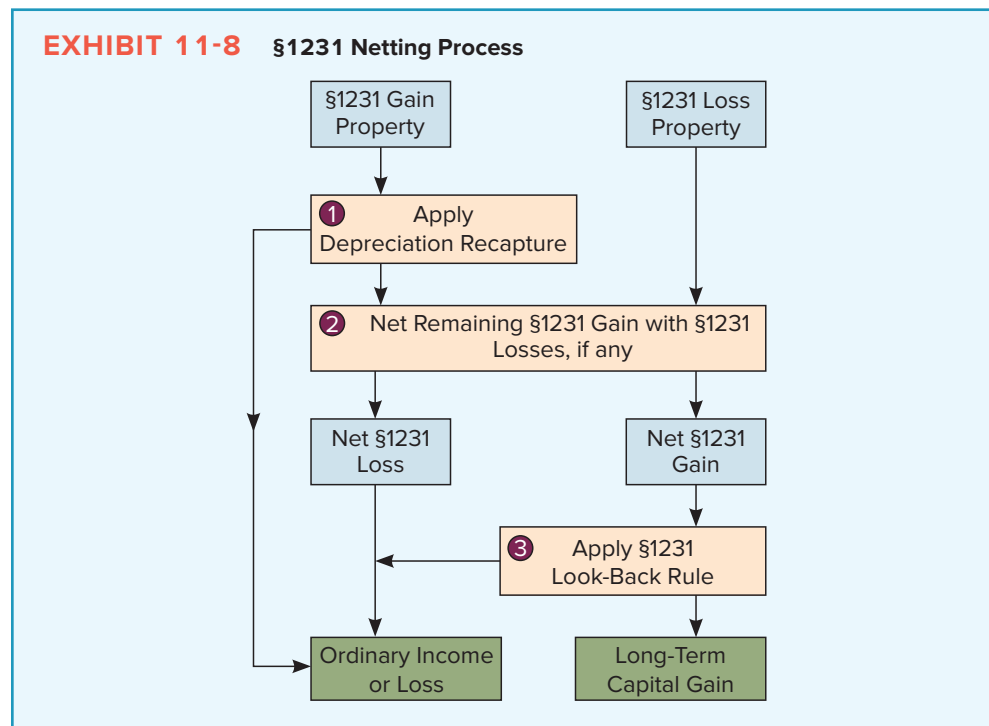 EXHIBIT 11-8 §1231 Netting Process
§1231 Gain
Property
§1231 Loss
Property
1 Apply
Depreciation Recapture
2 Net Remaining §1231 Gain with §1231
Losses, if any
Net §1231
Loss
Net §1231
Gain
3 Apply §1231
Look-Back Rule
Ordinary Income
or Loss
Long-Term
Capital Gain